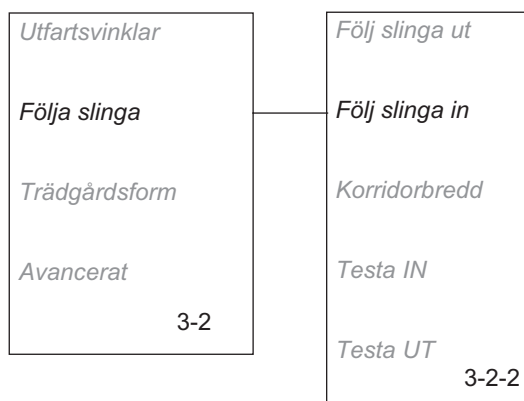 Utfartsvinklar
Följa slinga
Trädgårdsform
Avancerat
3-2
Följ slinga ut
Följ slinga in
Korridorbredd
Testa IN
Testa UT
3-2-2